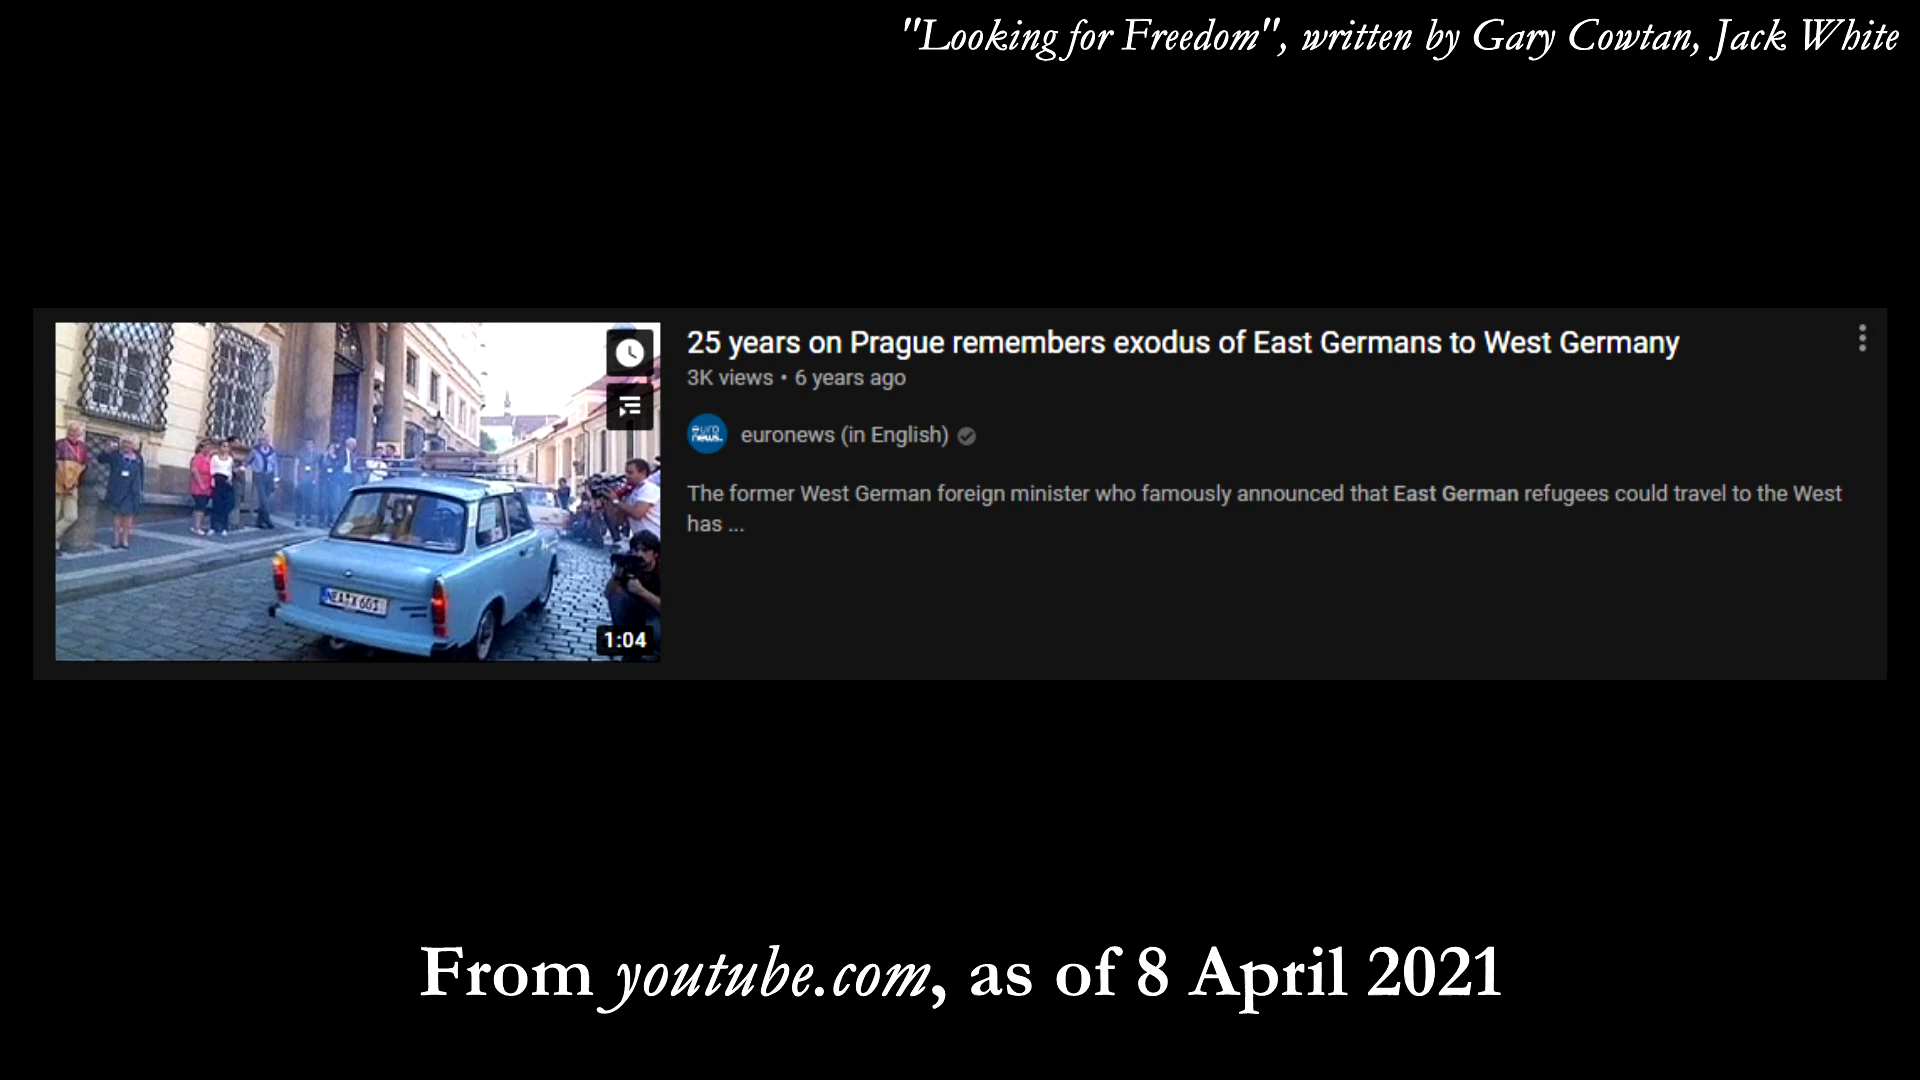 "Looking for Freedom", written by Gary Cowtan, Jack White
25 years on Prague remembers exodus of East Germans to West Germany
3K views • 6 years ago
euro
news.
euronews (in English)
The former West German foreign minister who famously announced that East German refugees could travel to the West
has ...
1:04
From youtube.com, as of 8 April 2021